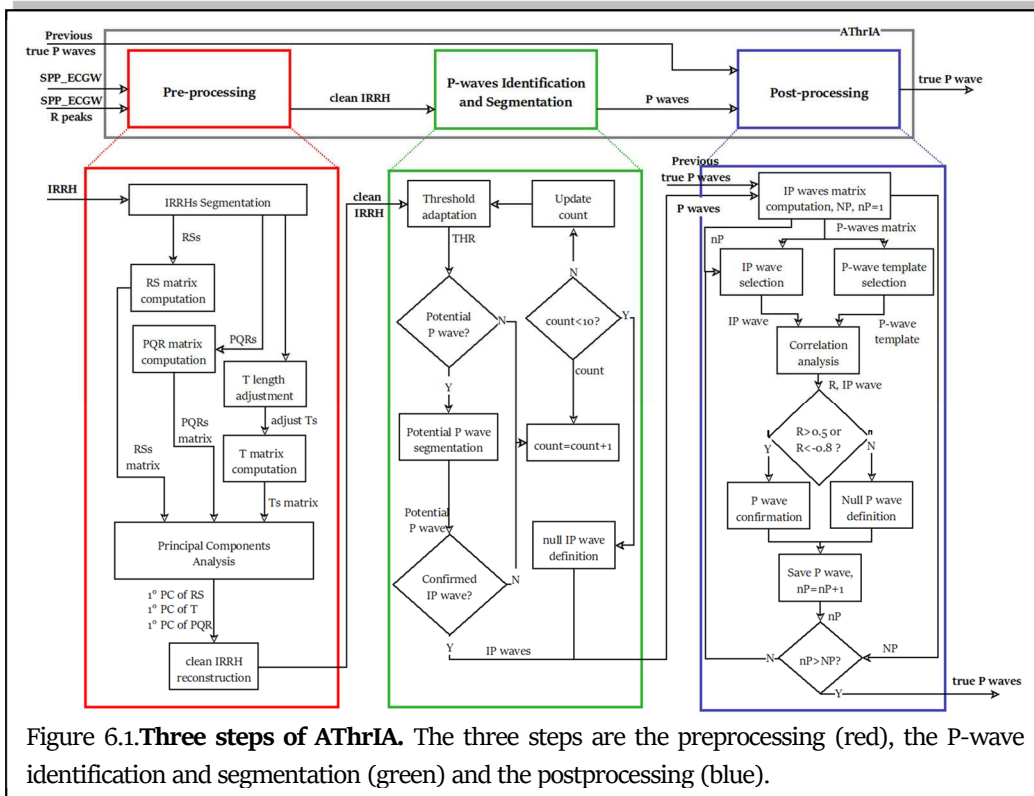 AThrIA
Previous
true P waves
SPP_ECGW
SPP_ECGW
R peaks
Pre-processing
clean IRRH
P-waves Identification
and Segmentation
P waves
Post-processing
true P wave
IRRH
IRRHs Segmentation
RSs
RS matrix
computation
PQR matrix
computation
PQRs
T length
adjustment
adjust Ts
T matrix
computation
PQRs
matrix
RSs
matrix
Ts matrix
Principal Components
Analysis
1° PC of RS
1° PC of T
1° PC of PQR
clean IRRH
reconstruction
clean
IRRH
Threshold
adaptation
Update
count
THR
N
Potential
P wave?
N
count<10?
Y
Y
count
Potential P wave
segmentation
count=count+1
Potential
P wave
null IP wave
definition
Confirmed
IP wave?
N
Y
IP waves
Previous
true P waves
P waves
IP waves matrix
computation, NP, nP=1
nP
P-waves matrix
IP wave
selection
P-wave template
selection
IP wave
P-wave
template
Correlation
analysis
R, IP wave
R>0.5 or
R<-0.8 ?
Y
N
P wave
confirmation
Null P wave
definition
Save P wave,
nP=nP+1
nP
N
nP>NP?
NP
Y
true P waves
Figure 6.1.Three steps of AThrIA. The three steps are the preprocessing (red), the P-wave
identification and segmentation (green) and the postprocessing (blue).